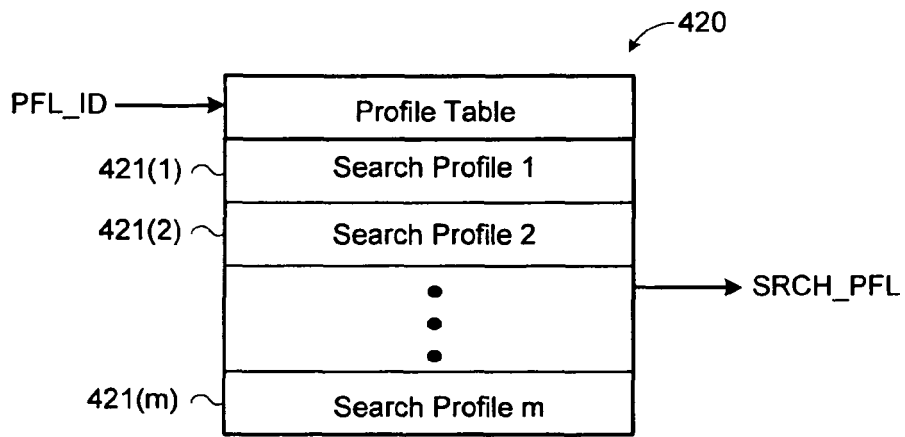 420
PFL_ID
Profile Table
421(1)
Search Profile 1
421(2)
Search Profile 2
SRCH_PFL
421(m)
Search Profile m